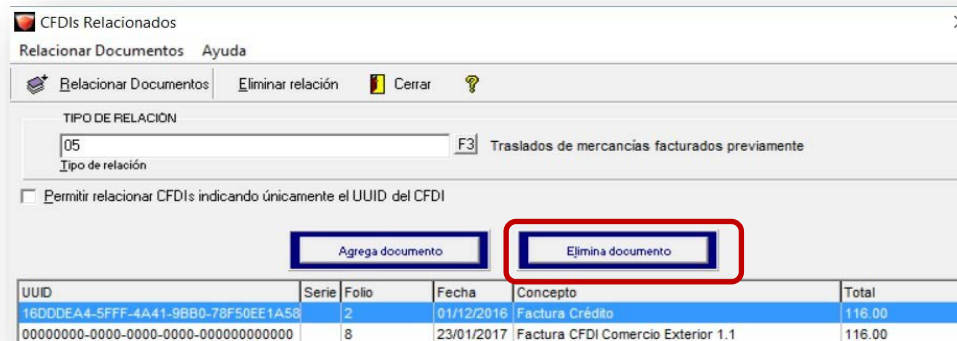 CFDIs Relacionados
Relacionar Documentos Ayuda
Relacionar Documentos Eliminar relación Cerrar
TIPO DE RELACIÓN
05 F3 Traslados de mercancías facturados previamente
Tipo de relación
Permitir relacionar CFDIs indicando únicamente el UUID del CFDI
Agrega documento Elimina documento
UUID Serie Folio Fecha Concepto Total
16DDDEA4-5FFF-4A41-9BB0-78F50EE1A58 2 01/12/2016 Factura Crédito 116.00
00000000-0000-0000-0000-000000000000 8 23/01/2017 Factura CFDI Comercio Exterior 1.1 116.00